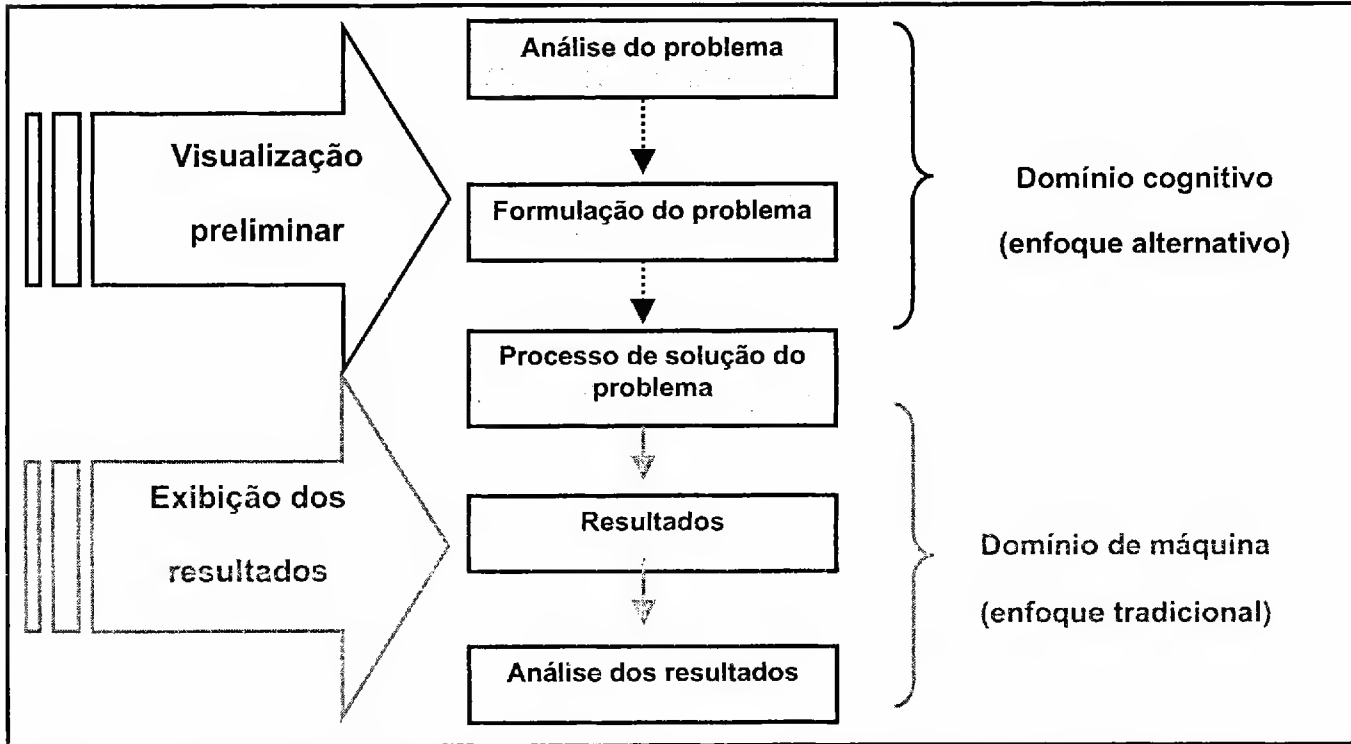 Análise do problema
Visualização
preliminar
Formulação do problema
Domínio cognitivo
(enfoque alternativo)
Processo de solução do
problema
Exibição dos
resultados
Resultados
Domínio de máquina
(enfoque tradicional)
Análise dos resultados